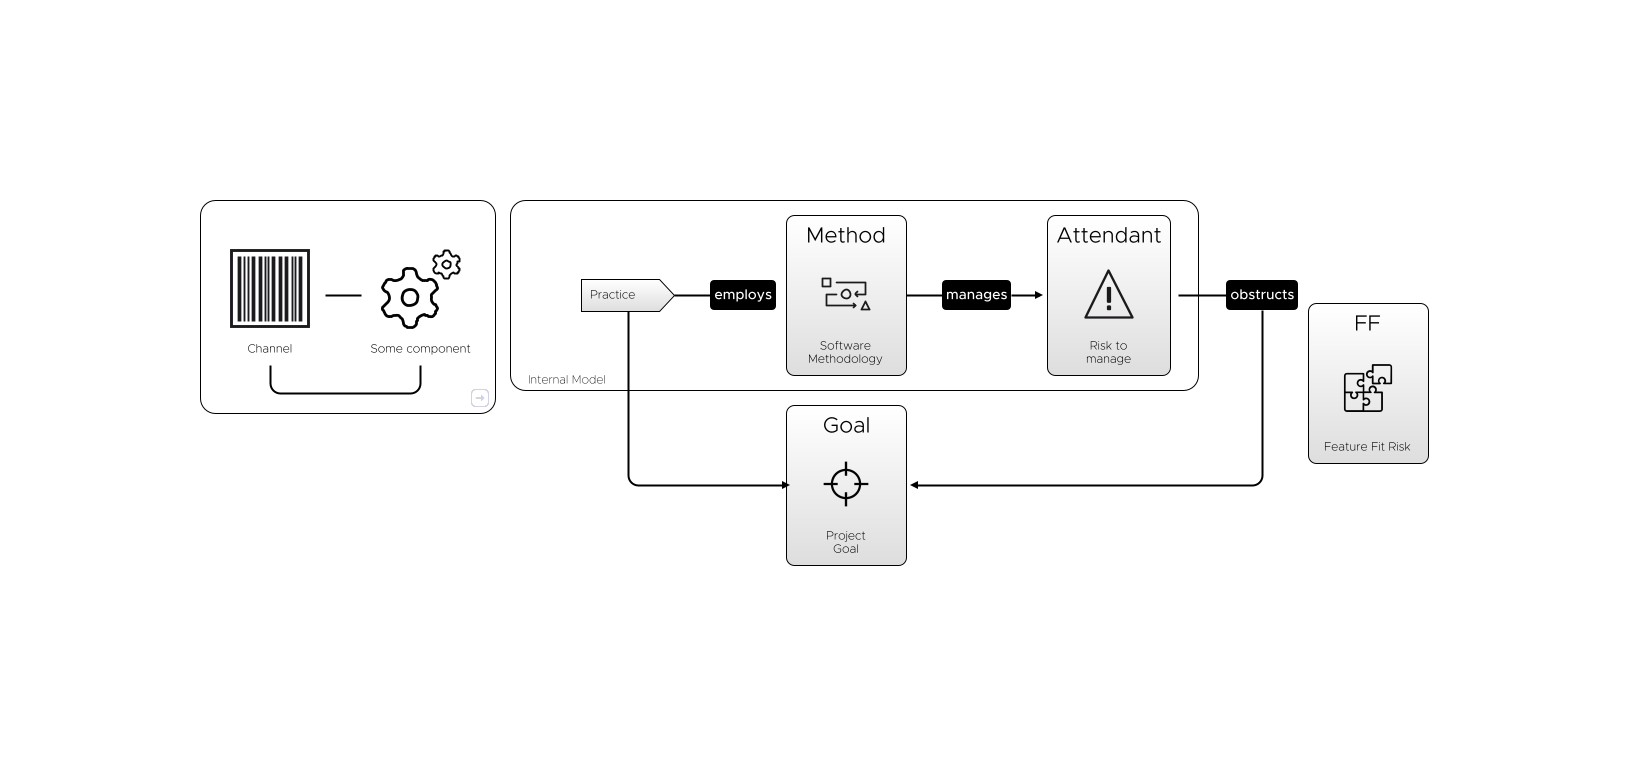 Channel
Some component
Internal Model
Practice
employs
Method
Software
Methodology
manages
Attendant
Risk to
manage
obstructs
FF
Feature Fit Risk
Goal
Project
Goal